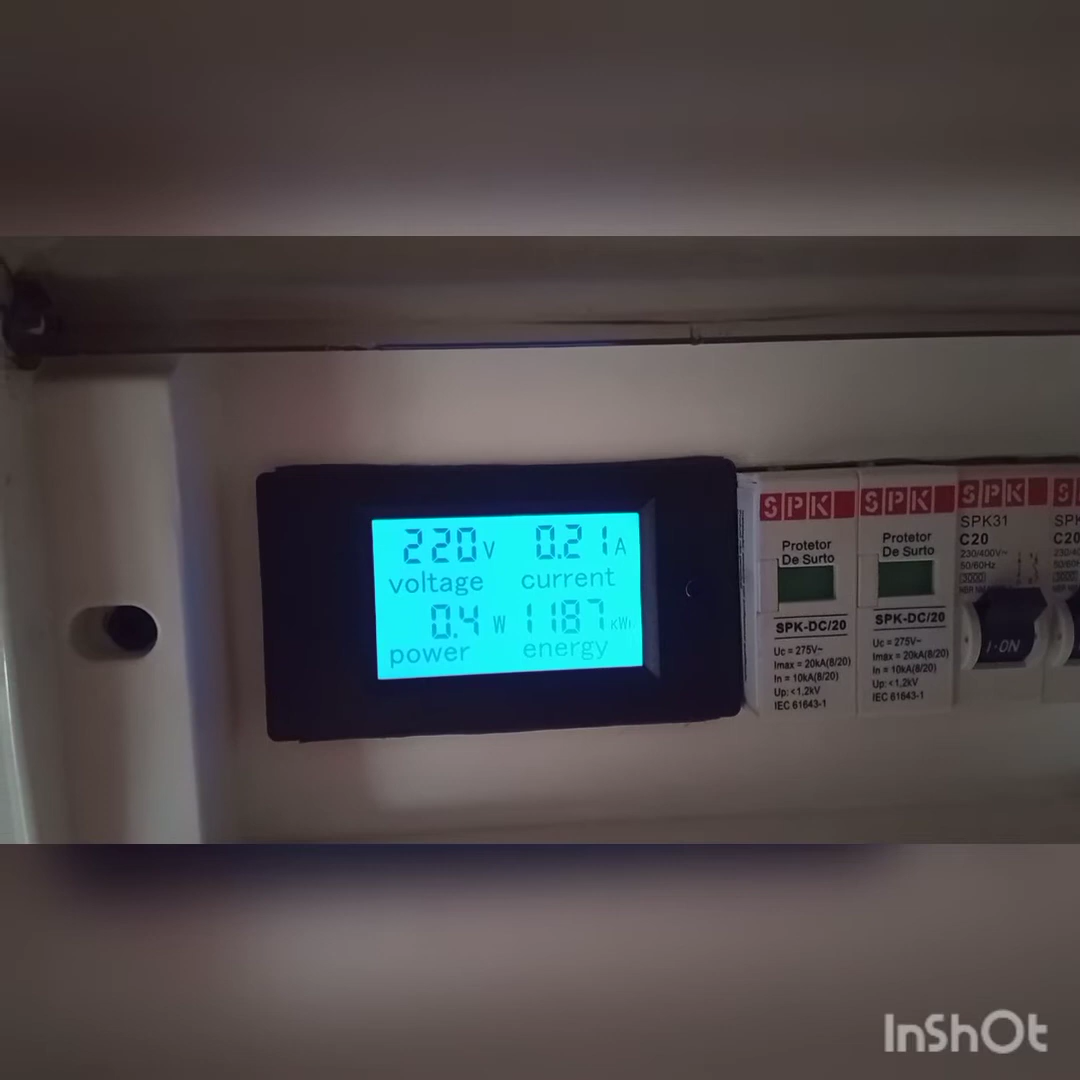 220V 0.21A
voltage current
0.4 W 1187 kWh
power energy
SPK
Protetor
De Surto
SPK-DC/20
Uc = 275V~
Imax = 20kA(8/20)
In = 10kA(8/20)
Up: <1,2kV
IEC 61643-1
SPK
Protetor
De Surto
SPK-DC/20
Uc = 275V~
Imax = 20kA(8/20)
In = 10kA(8/20)
Up: <1,2kV
IEC 61643-1
SPK
SPK31
C20
230/400V~
50/60Hz
3000
I·ON
InShOt